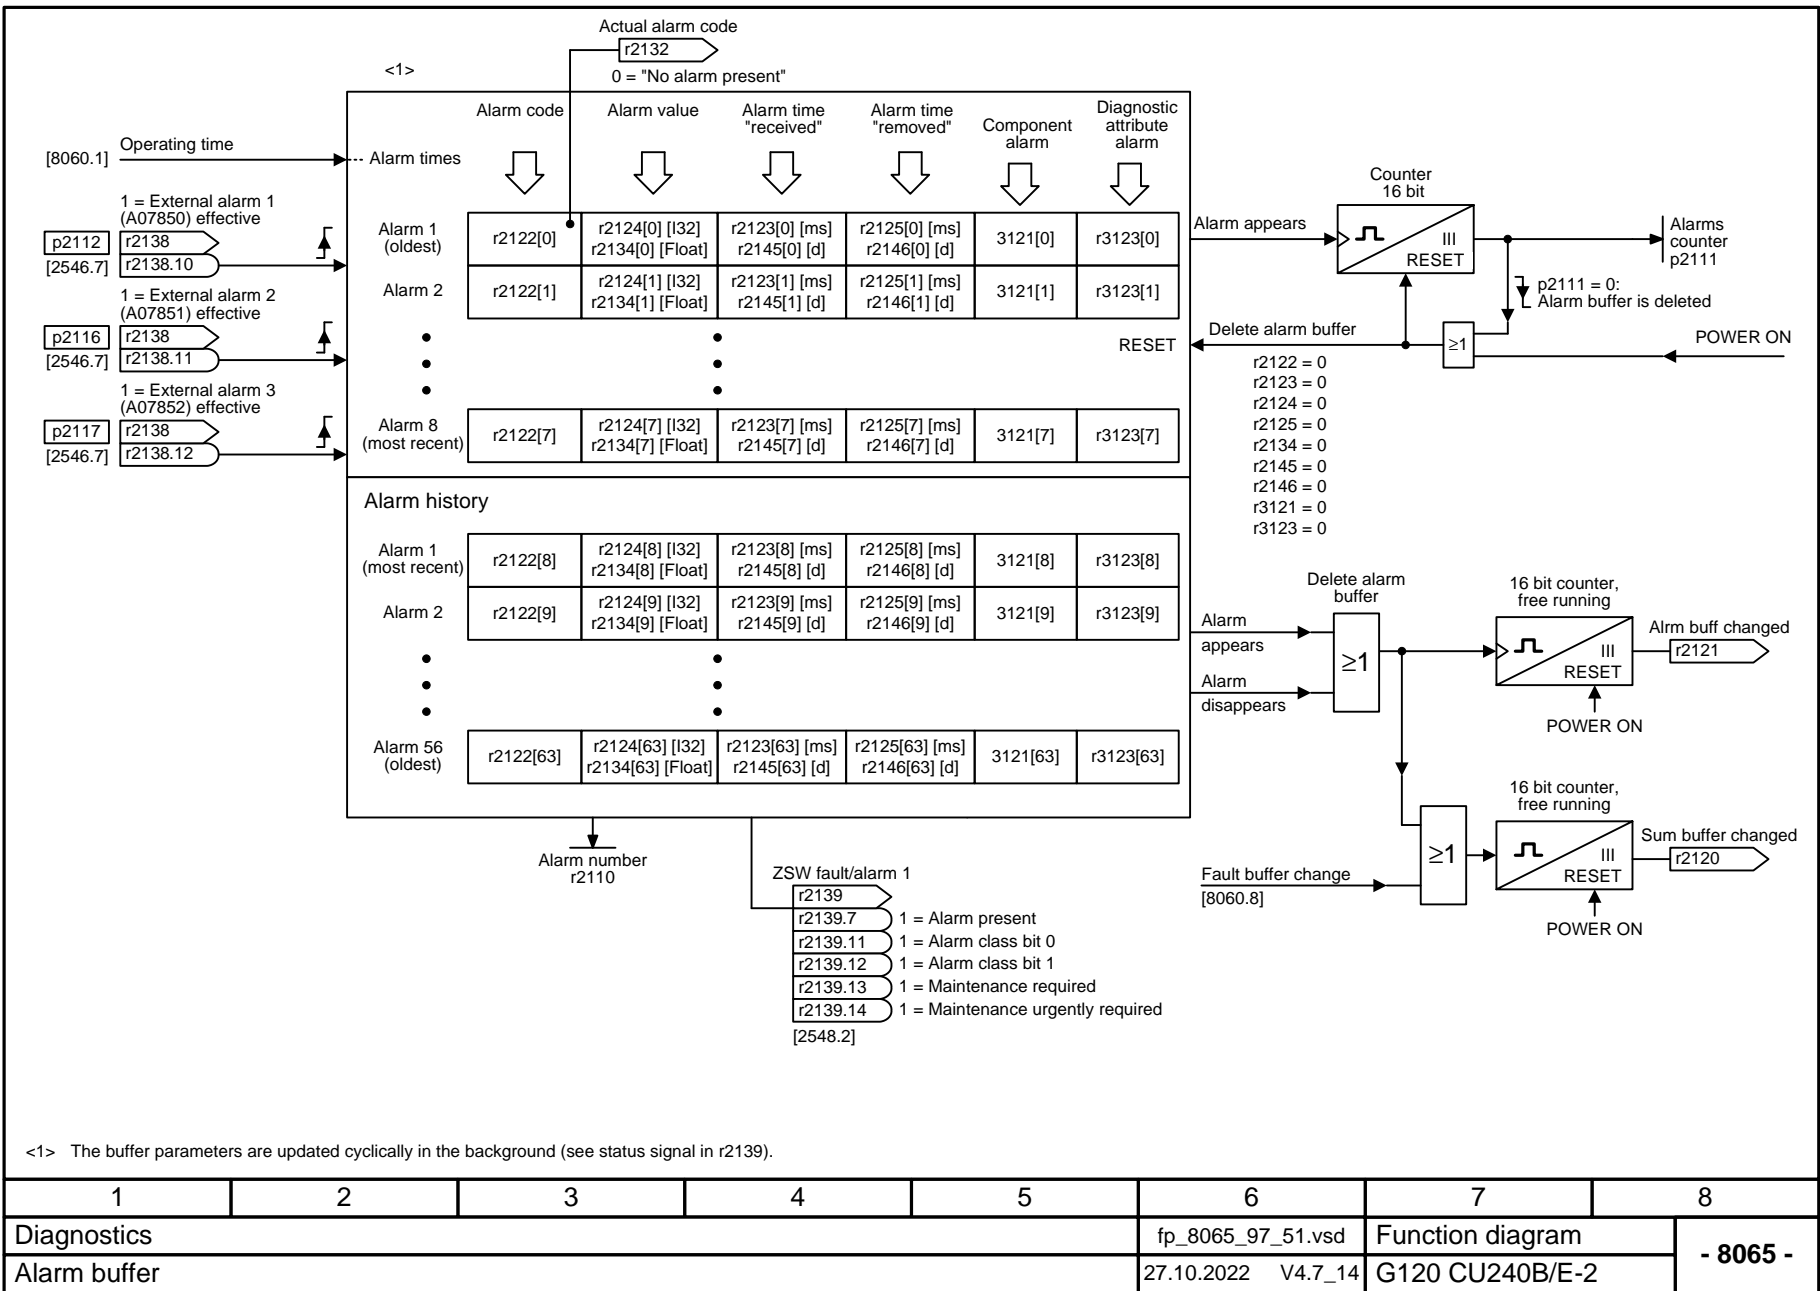 Actual alarm code
r2132
0 = "No alarm present"
<1>
Alarm code
Alarm value
Alarm time
"received"
Alarm time
"removed"
Component
alarm
Diagnostic
attribute
alarm
[8060.1]
Operating time
Alarm times
1 = External alarm 1
(A07850) effective
p2112
r2138
[2546.7]
r2138.10
1 = External alarm 2
(A07851) effective
p2116
r2138
[2546.7]
r2138.11
1 = External alarm 3
(A07852) effective
p2117
r2138
[2546.7]
r2138.12
Alarm 1
(oldest)
r2122[0]
r2124[0] [I32]
r2134[0] [Float]
r2123[0] [ms]
r2145[0] [d]
r2125[0] [ms]
r2146[0] [d]
3121[0]
r3123[0]
Alarm 2
r2122[1]
r2124[1] [I32]
r2134[1] [Float]
r2123[1] [ms]
r2145[1] [d]
r2125[1] [ms]
r2146[1] [d]
3121[1]
r3123[1]
RESET
Alarm 8
(most recent)
r2122[7]
r2124[7] [I32]
r2134[7] [Float]
r2123[7] [ms]
r2145[7] [d]
r2125[7] [ms]
r2146[7] [d]
3121[7]
r3123[7]
Alarm history
Alarm 1
(most recent)
r2122[8]
r2124[8] [I32]
r2134[8] [Float]
r2123[8] [ms]
r2145[8] [d]
r2125[8] [ms]
r2146[8] [d]
3121[8]
r3123[8]
Alarm 2
r2122[9]
r2124[9] [I32]
r2134[9] [Float]
r2123[9] [ms]
r2145[9] [d]
r2125[9] [ms]
r2146[9] [d]
3121[9]
r3123[9]
Alarm 56
(oldest)
r2122[63]
r2124[63] [I32]
r2134[63] [Float]
r2123[63] [ms]
r2145[63] [d]
r2125[63] [ms]
r2146[63] [d]
3121[63]
r3123[63]
Alarm appears
Counter
16 bit
III
RESET
Alarms
counter
p2111
p2111 = 0:
Alarm buffer is deleted
Delete alarm buffer
≥1
POWER ON
r2122 = 0
r2123 = 0
r2124 = 0
r2125 = 0
r2134 = 0
r2145 = 0
r2146 = 0
r3121 = 0
r3123 = 0
Delete alarm
buffer
Alarm
appears
Alarm
disappears
≥1
16 bit counter,
free running
III
RESET
POWER ON
Alrm buff changed
r2121
16 bit counter,
free running
≥1
III
RESET
POWER ON
Sum buffer changed
r2120
Fault buffer change
[8060.8]
Alarm number
r2110
ZSW fault/alarm 1
r2139
r2139.7 1 = Alarm present
r2139.11 1 = Alarm class bit 0
r2139.12 1 = Alarm class bit 1
r2139.13 1 = Maintenance required
r2139.14 1 = Maintenance urgently required
[2548.2]
<1> The buffer parameters are updated cyclically in the background (see status signal in r2139).
1 2 3 4 5 6 7 8
Diagnostics
fp_8065_97_51.vsd
Function diagram
- 8065 -
Alarm buffer
27.10.2022 V4.7_14
G120 CU240B/E-2